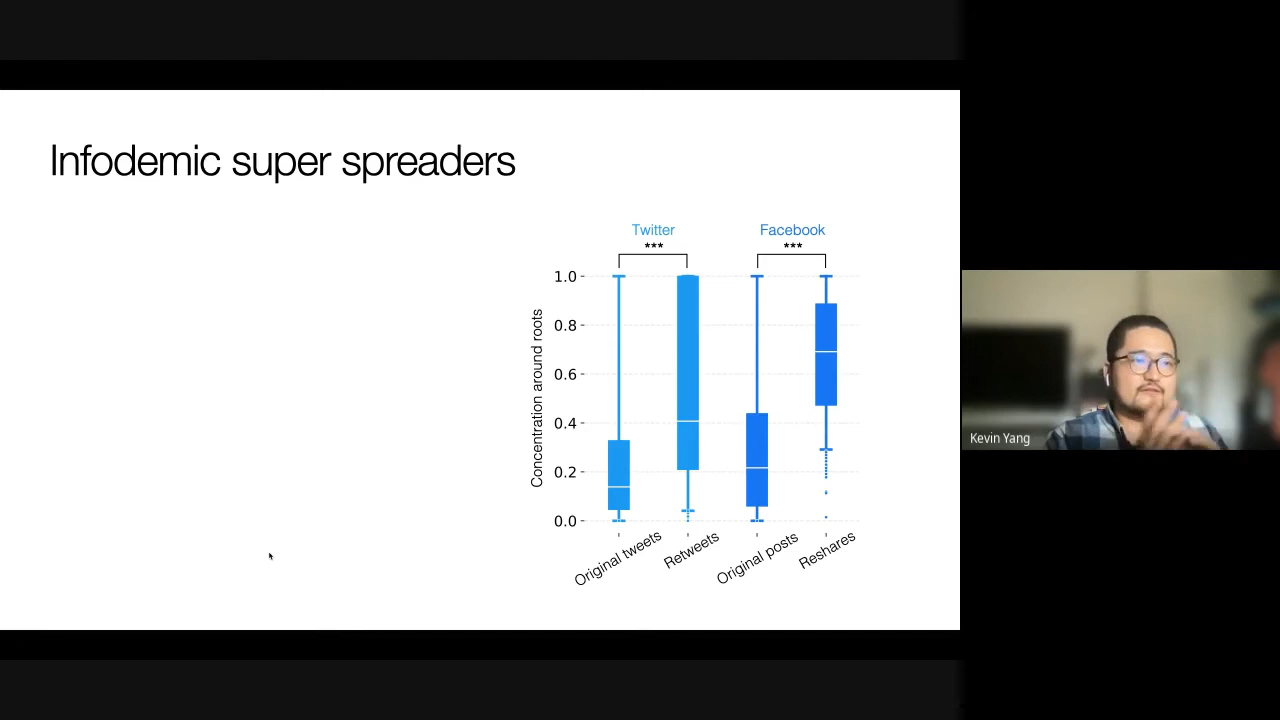 Infodemic super spreaders
Twitter
Facebook
***
***
Concentration around roots
1.0
0.8
0.6
0.4
0.2
0.0
Original tweets
Retweets
Original posts
Reshares
Kevin Yang